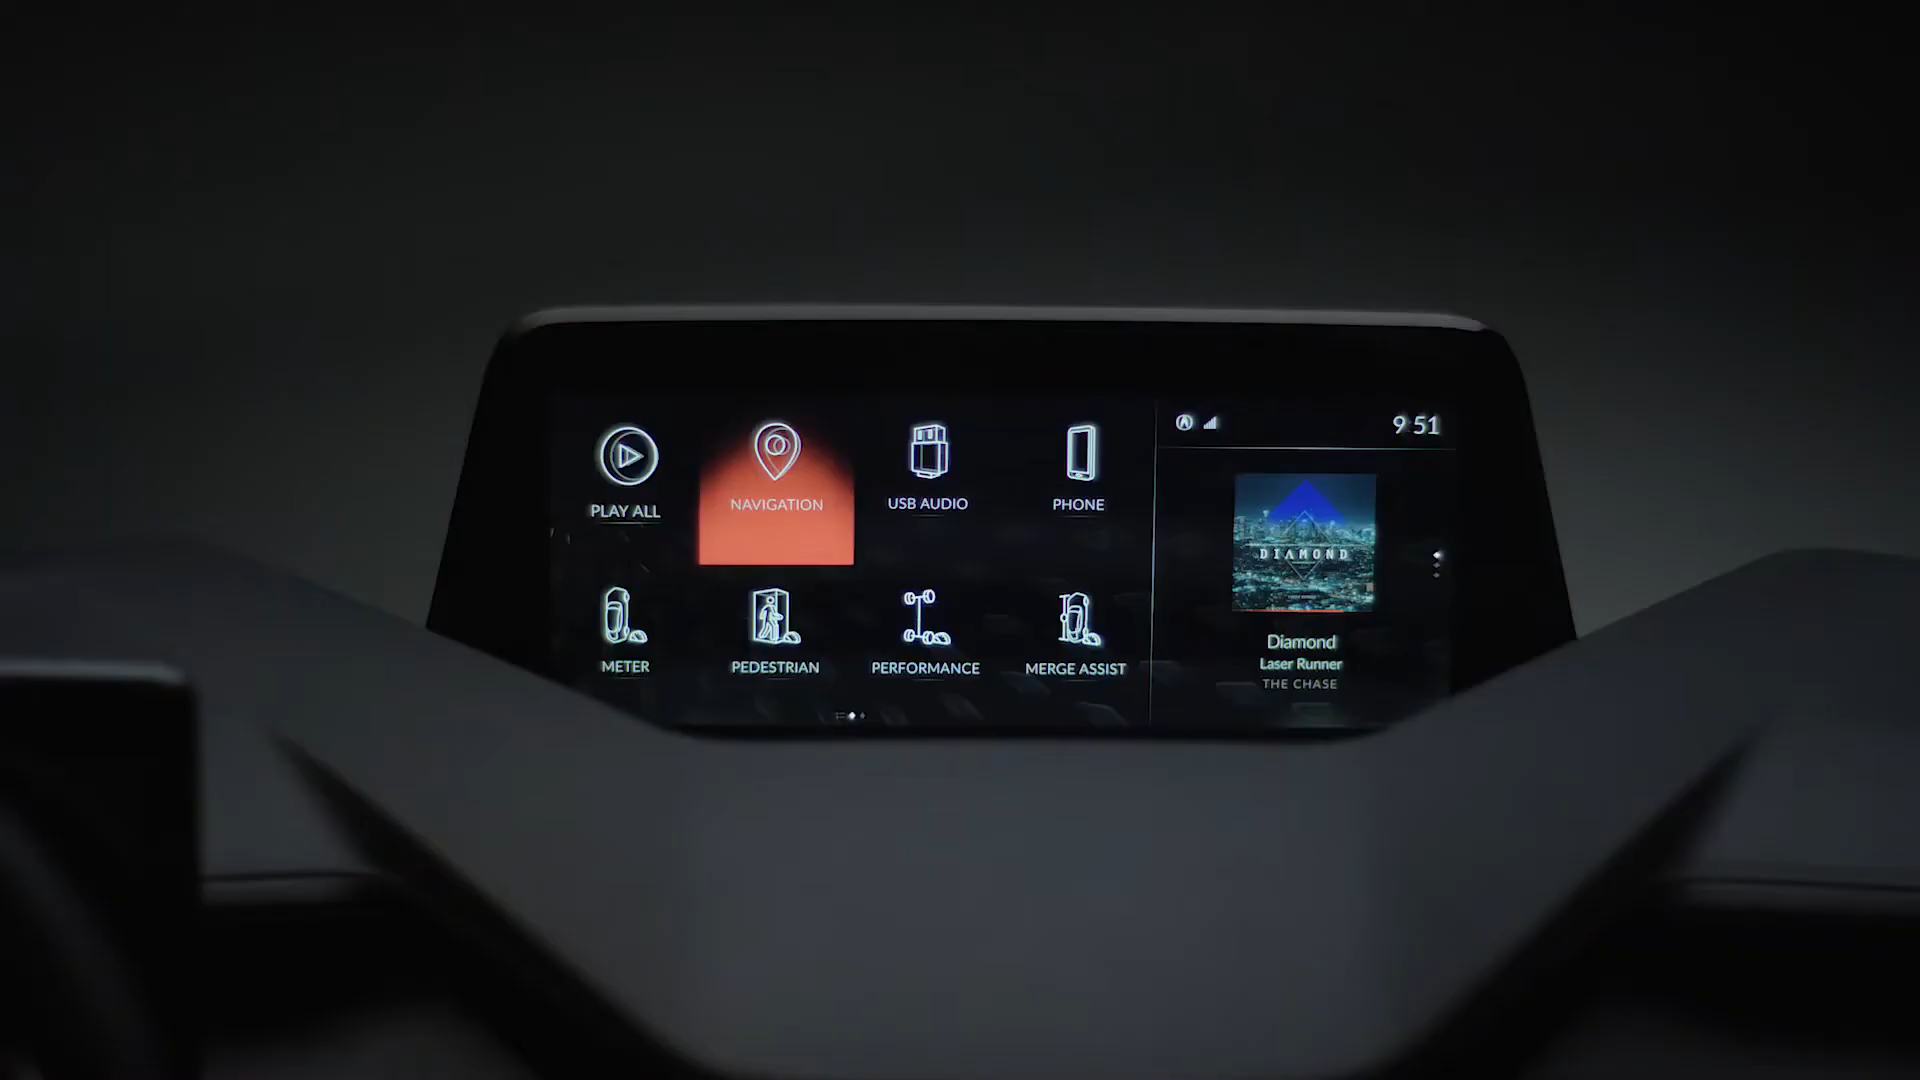 PLAY ALL
NAVIGATION
USB AUDIO
PHONE
METER
PEDESTRIAN
PERFORMANCE
MERGE ASSIST
9:51
DIAMOND
Diamond
Laser Runner
THE CHASE